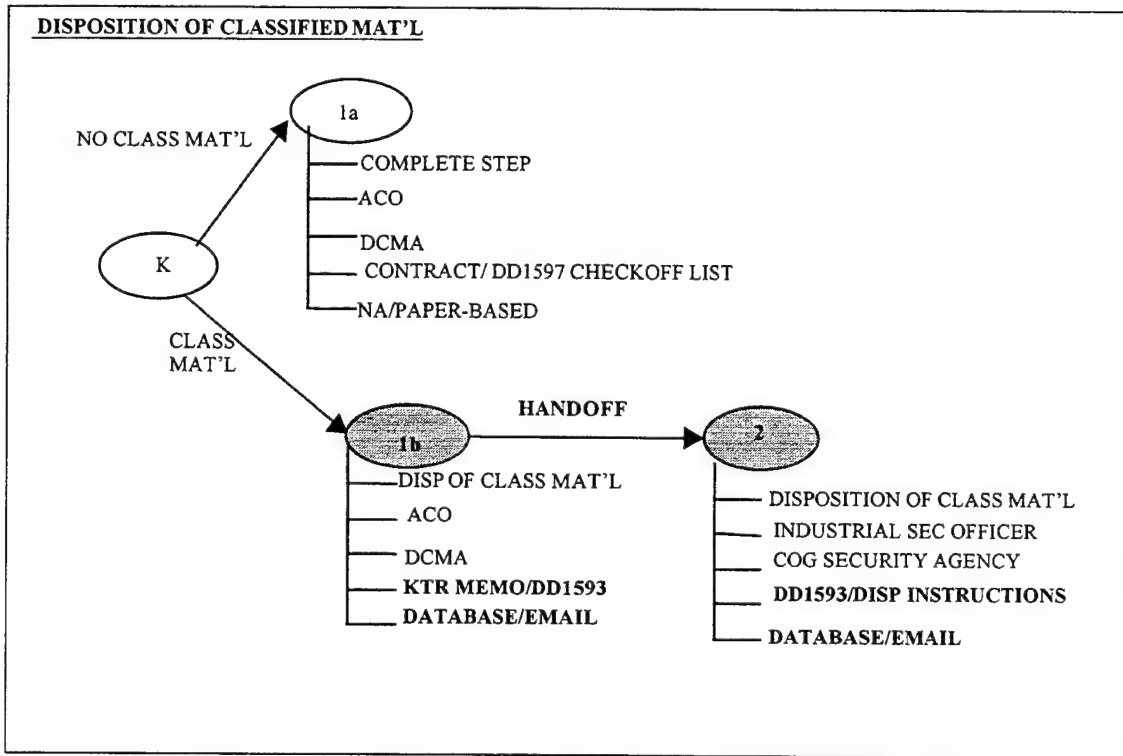 DISPOSITION OF CLASSIFIED MAT'L
1a
NO CLASS MAT'L
COMPLETE STEP
ACO
DCMA
CONTRACT/ DD1597 CHECKOFF LIST
NA/PAPER-BASED
K
CLASS
MAT'L
HANDOFF
1b
DISP OF CLASS MAT'L
ACO
DCMA
KTR MEMO/DD1593
DATABASE/EMAIL
2
DISPOSITION OF CLASS MAT'L
INDUSTRIAL SEC OFFICER
COG SECURITY AGENCY
DD1593/DISP INSTRUCTIONS
DATABASE/EMAIL